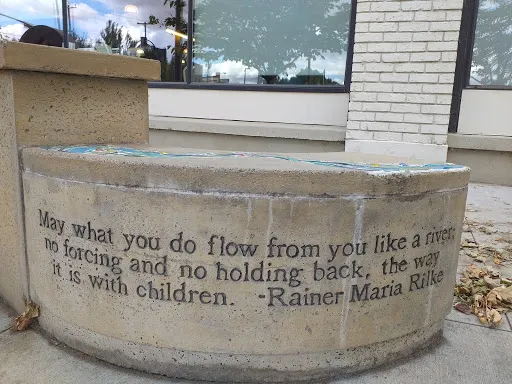 May what you do flow from you like a river,
no forcing and no holding back, the way
it is with children. -Rainer Maria Rilke